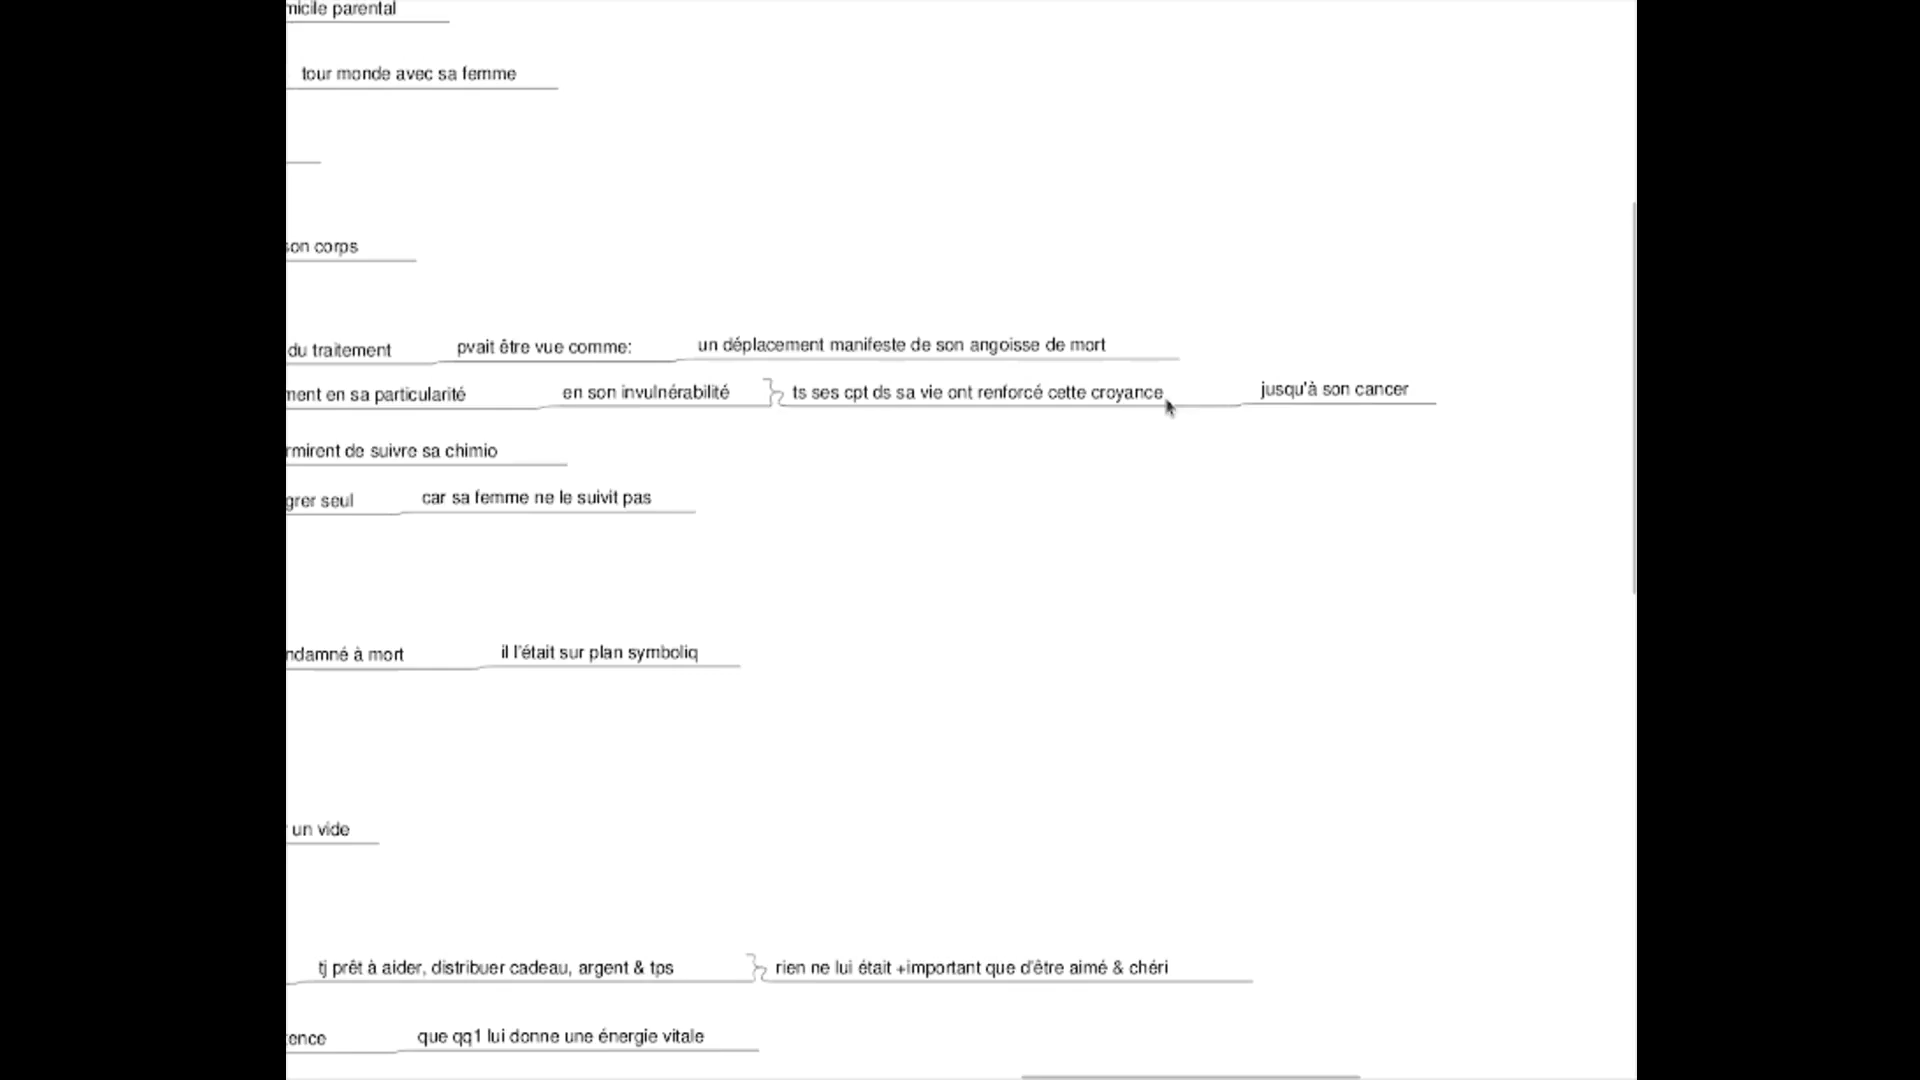 micile parental
tour monde avec sa femme
son corps
du traitement pvait être vue comme: un déplacement manifeste de son angoisse de mort
ment en sa particularité en son invulnérabilité ts ses cpt ds sa vie ont renforcé cette croyance jusqu'à son cancer
rmirent de suivre sa chimio
grer seul car sa femme ne le suivit pas
ndamné à mort il l'était sur plan symboliq
un vide
tj prêt à aider, distribuer cadeau, argent & tps rien ne lui était +important que d'être aimé & chéri
tence que qq1 lui donne une énergie vitale